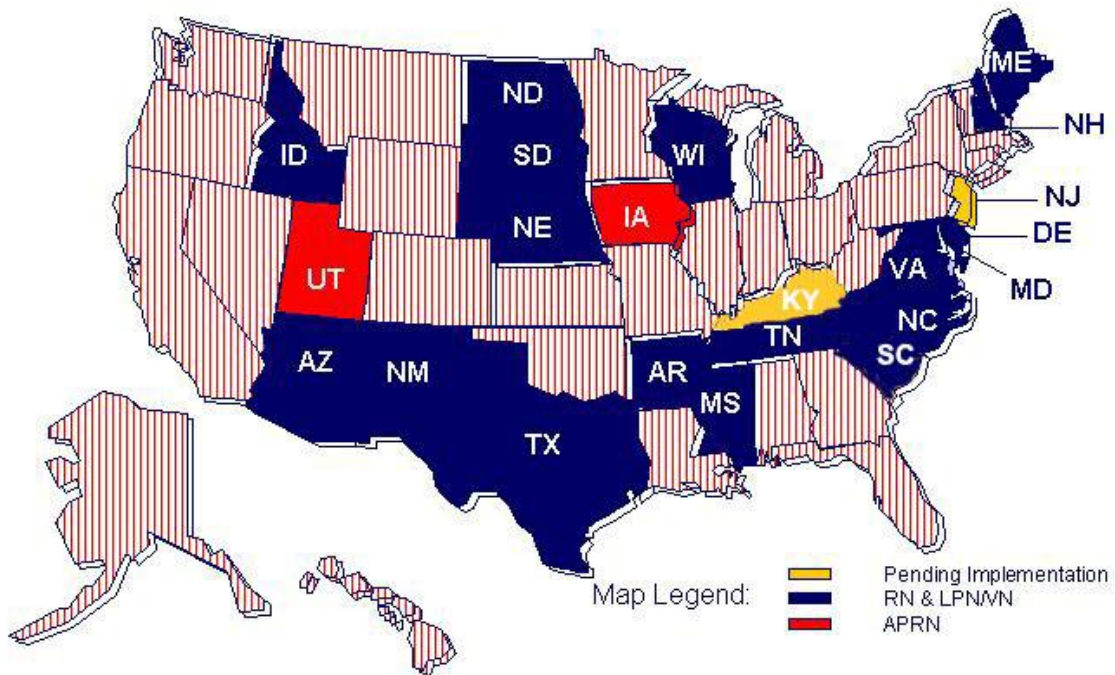 ME
ND
NH
SD
WI
ID
NJ
NE
IA
DE
VA
UT
MD
KY
NC
TN
SC
AZ
NM
AR
MS
TX
Map Legend:
Pending Implementation
RN & LPN/VN
APRN